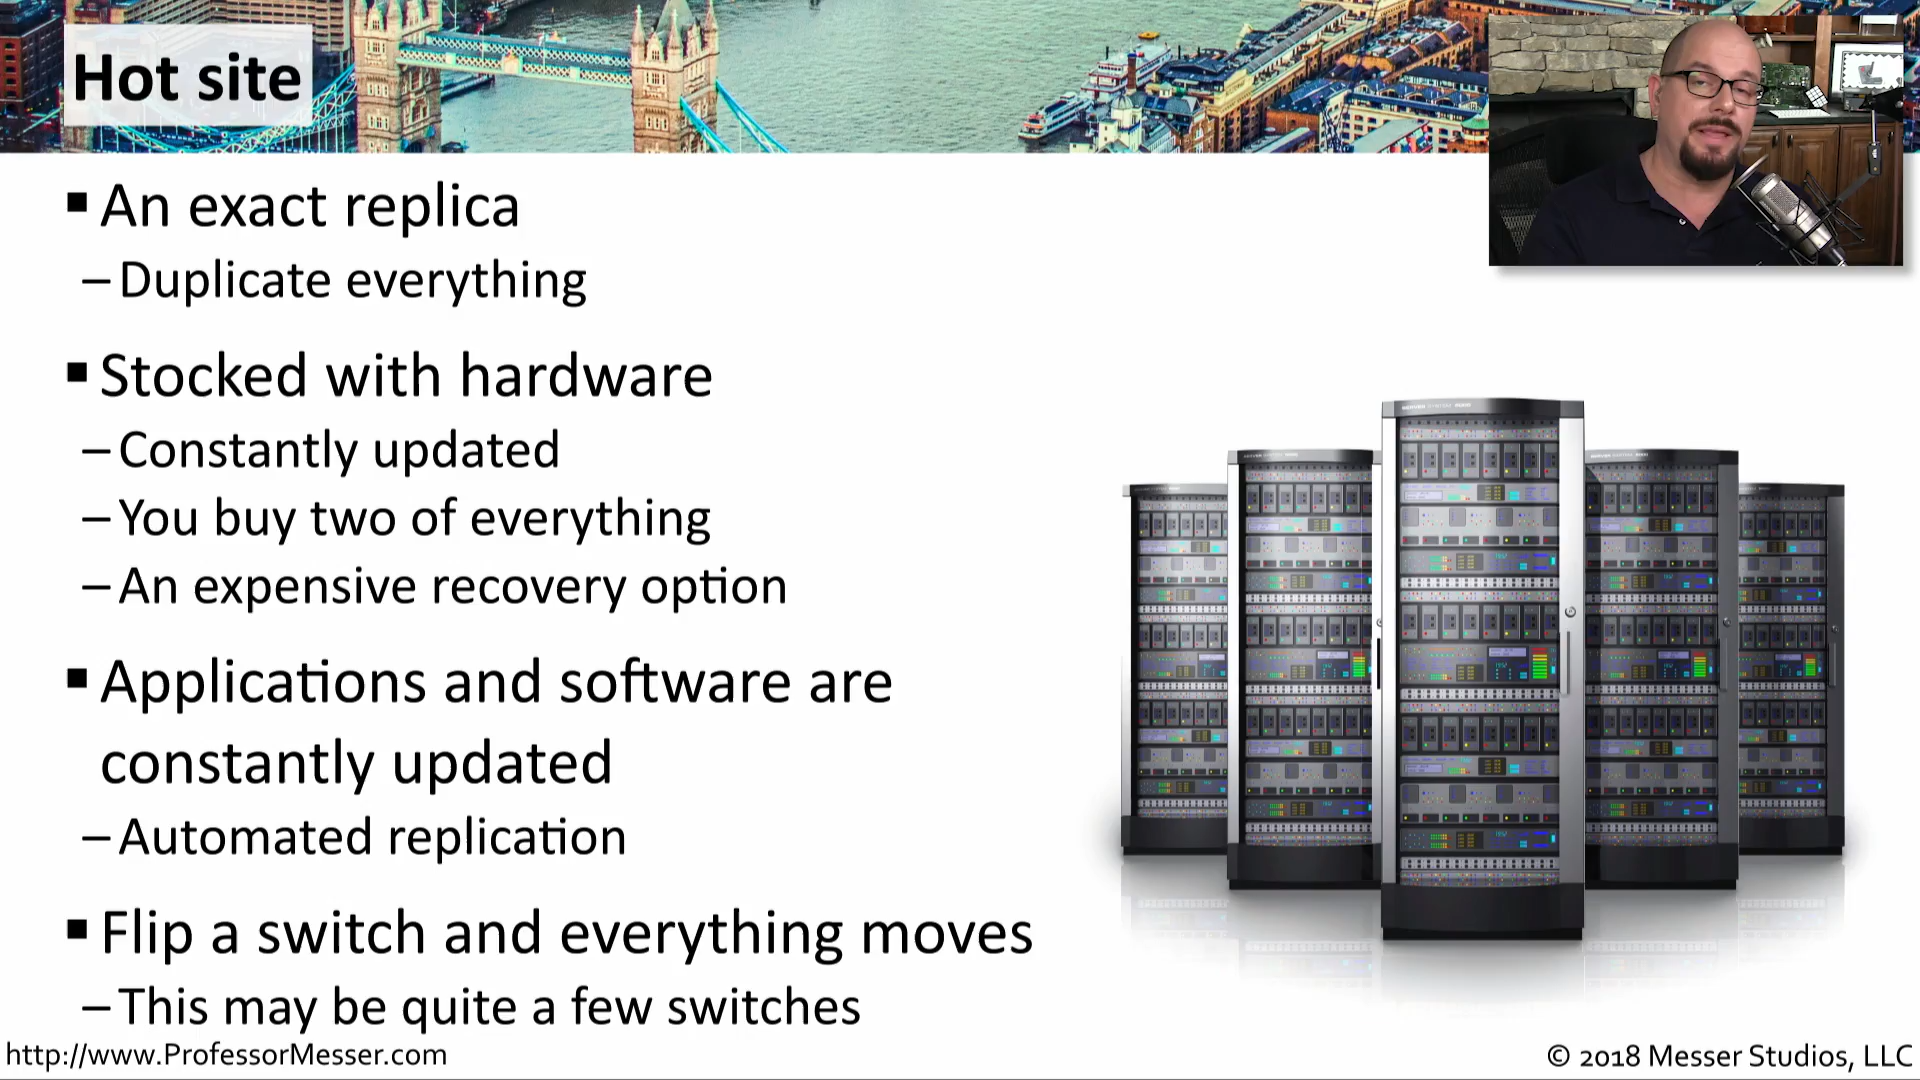 Hot site
▪ An exact replica
– Duplicate everything
▪ Stocked with hardware
– Constantly updated
– You buy two of everything
– An expensive recovery option
▪ Applications and software are
constantly updated
– Automated replication
▪ Flip a switch and everything moves
– This may be quite a few switches
http://www.ProfessorMesser.com
© 2018 Messer Studios, LLC